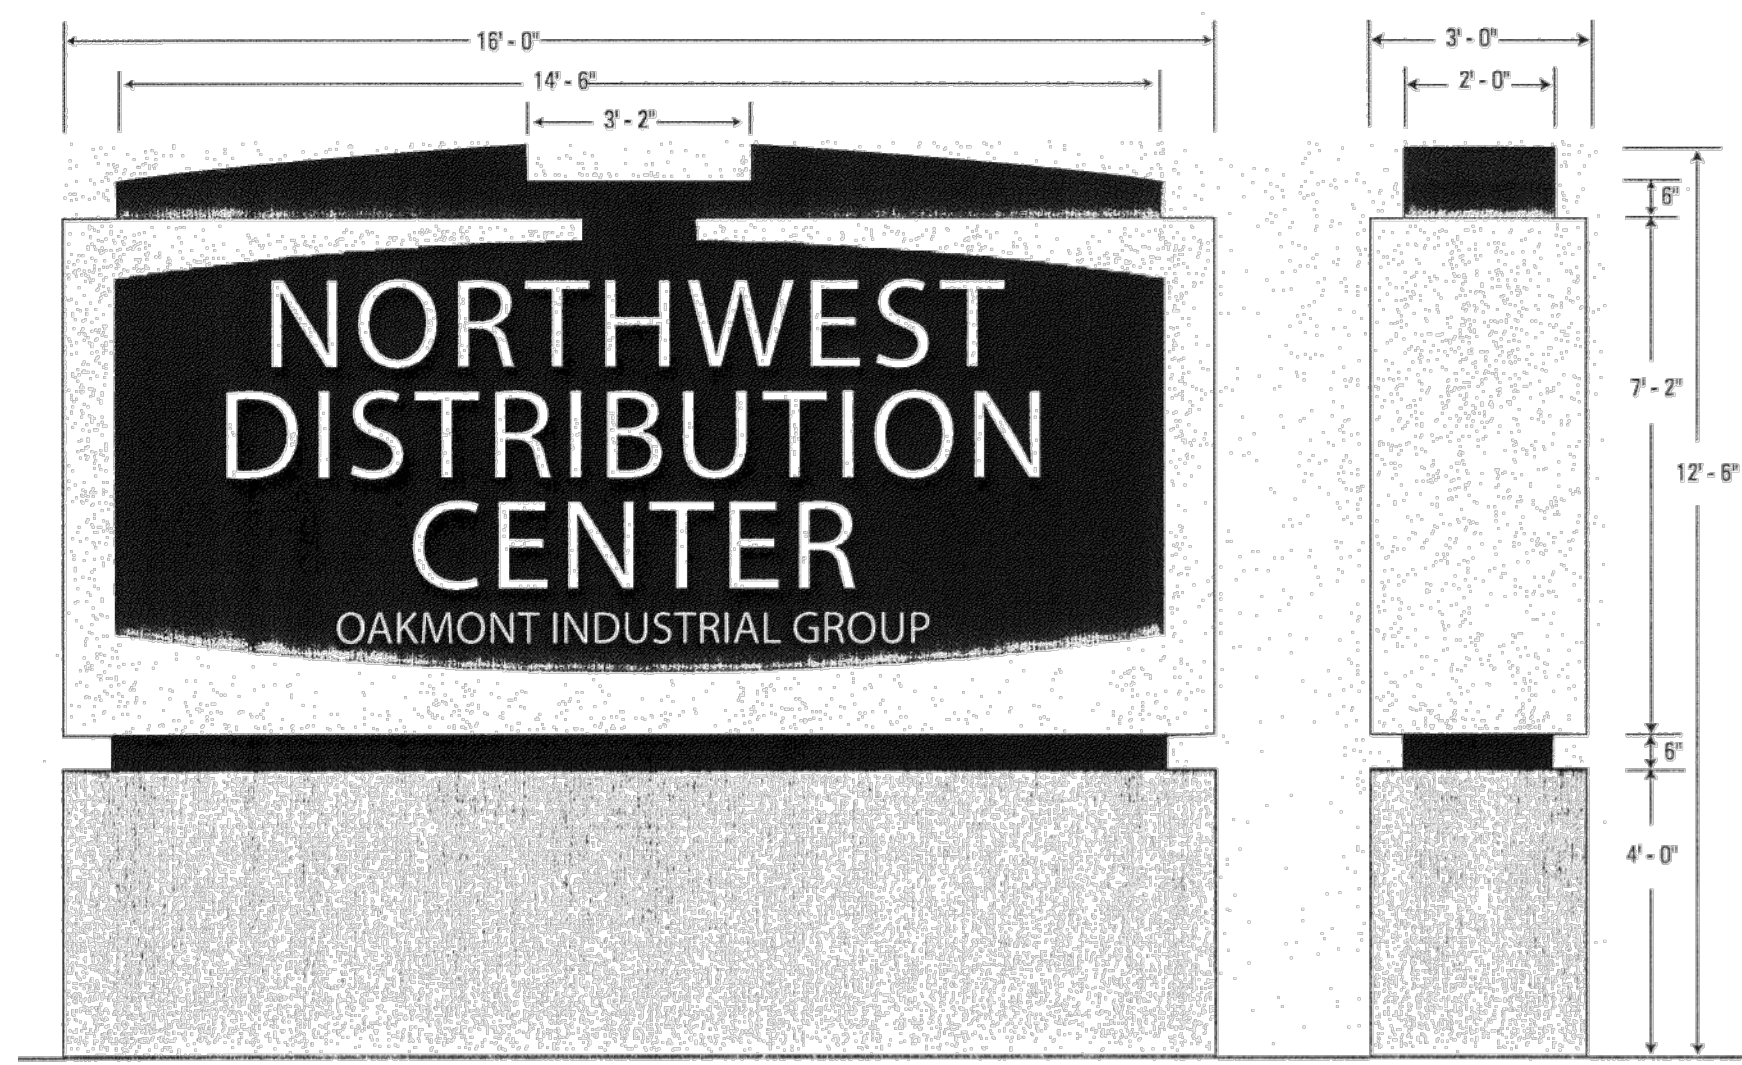 16' - 0"
3' - 0"
14' - 6"
2' - 0"
3' - 2"
6"
NORTHWEST
DISTRIBUTION
CENTER
OAKMONT INDUSTRIAL GROUP
7' - 2"
12' - 6"
6"
4' - 0"